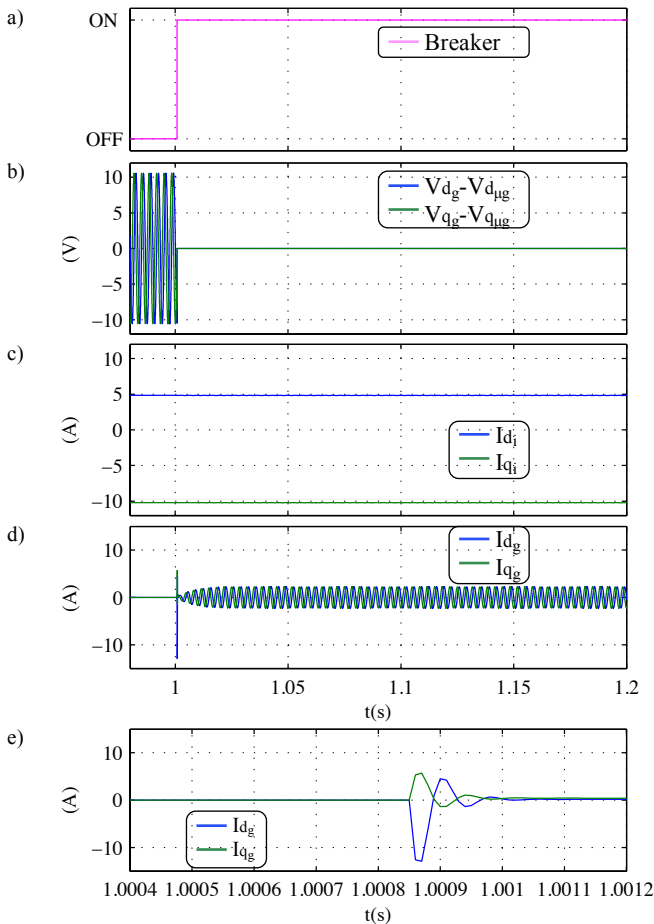 a)
ON
OFF
Breaker
b)
10
5
0
−5
−10
(V)
Vdg-Vdμg
Vqg-Vqμg
c)
10
5
0
−5
−10
(A)
Idi
Iqi
d)
10
0
−10
(A)
Idg
Iqg
1 1.05 1.1 1.15 1.2
t(s)
e)
10
0
−10
(A)
Idg
Iqg
1.0004 1.0005 1.0006 1.0007 1.0008 1.0009 1.001 1.0011 1.0012
t(s)